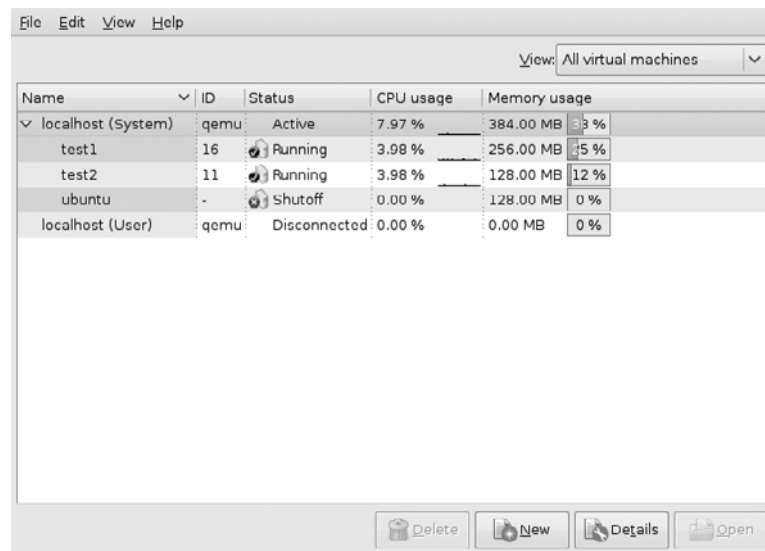 File Edit View Help
View: All virtual machines
Name ID Status CPU usage Memory usage
localhost (System) qemu Active 7.97 % 384.00 MB 38 %
test1 16 Running 3.98 % 256.00 MB 25 %
test2 11 Running 3.98 % 128.00 MB 12 %
ubuntu - Shutoff 0.00 % 128.00 MB 0 %
localhost (User) qemu Disconnected 0.00 % 0.00 MB 0 %
Delete New Details Open